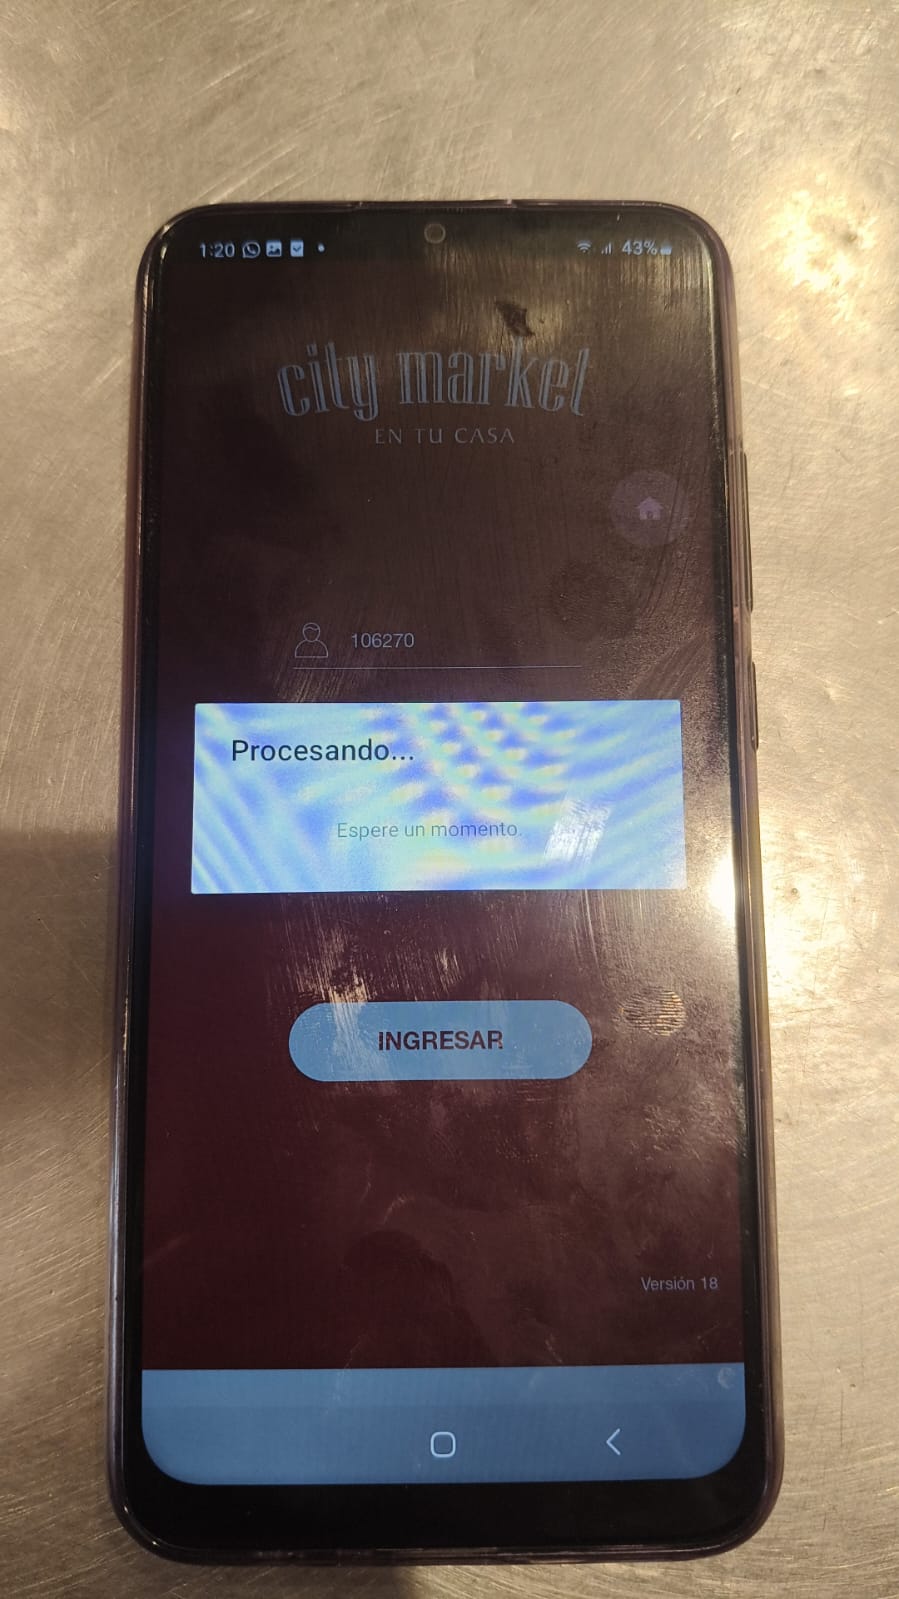 1:20 43%
city market
EN TU CASA
106270
Procesando...
Espere un momento.
INGRESAR
Versión 18